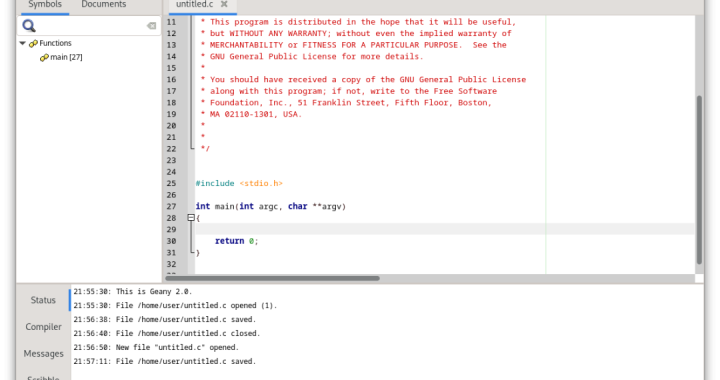 Symbols Documents
Functions
main [27]
untitled.c
11 * This program is distributed in the hope that it will be useful,
12 * but WITHOUT ANY WARRANTY; without even the implied warranty of
13 * MERCHANTABILITY or FITNESS FOR A PARTICULAR PURPOSE.  See the
14 * GNU General Public License for more details.
15 *
16 * You should have received a copy of the GNU General Public License
17 * along with this program; if not, write to the Free Software
18 * Foundation, Inc., 51 Franklin Street, Fifth Floor, Boston,
19 * MA 02110-1301, USA.
20 *
21 *
22 */
23
24
25 #include <stdio.h>
26
27 int main(int argc, char **argv)
28 {
29
30 return 0;
31 }
32
Status
Compiler
Messages
Scribble
21:55:30: This is Geany 2.0.
21:55:30: File /home/user/untitled.c opened (1).
21:56:38: File /home/user/untitled.c saved.
21:56:40: File /home/user/untitled.c closed.
21:56:50: New file "untitled.c" opened.
21:57:11: File /home/user/untitled.c saved.